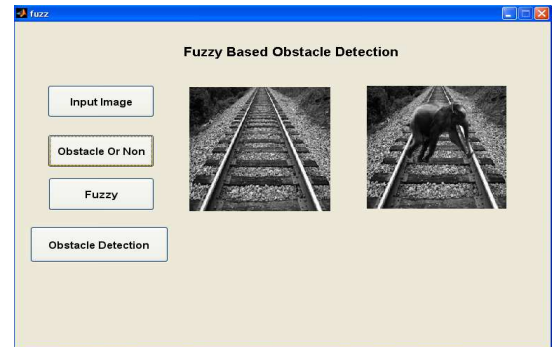 fuzz
Fuzzy Based Obstacle Detection
Input Image
Obstacle Or Non
Fuzzy
Obstacle Detection